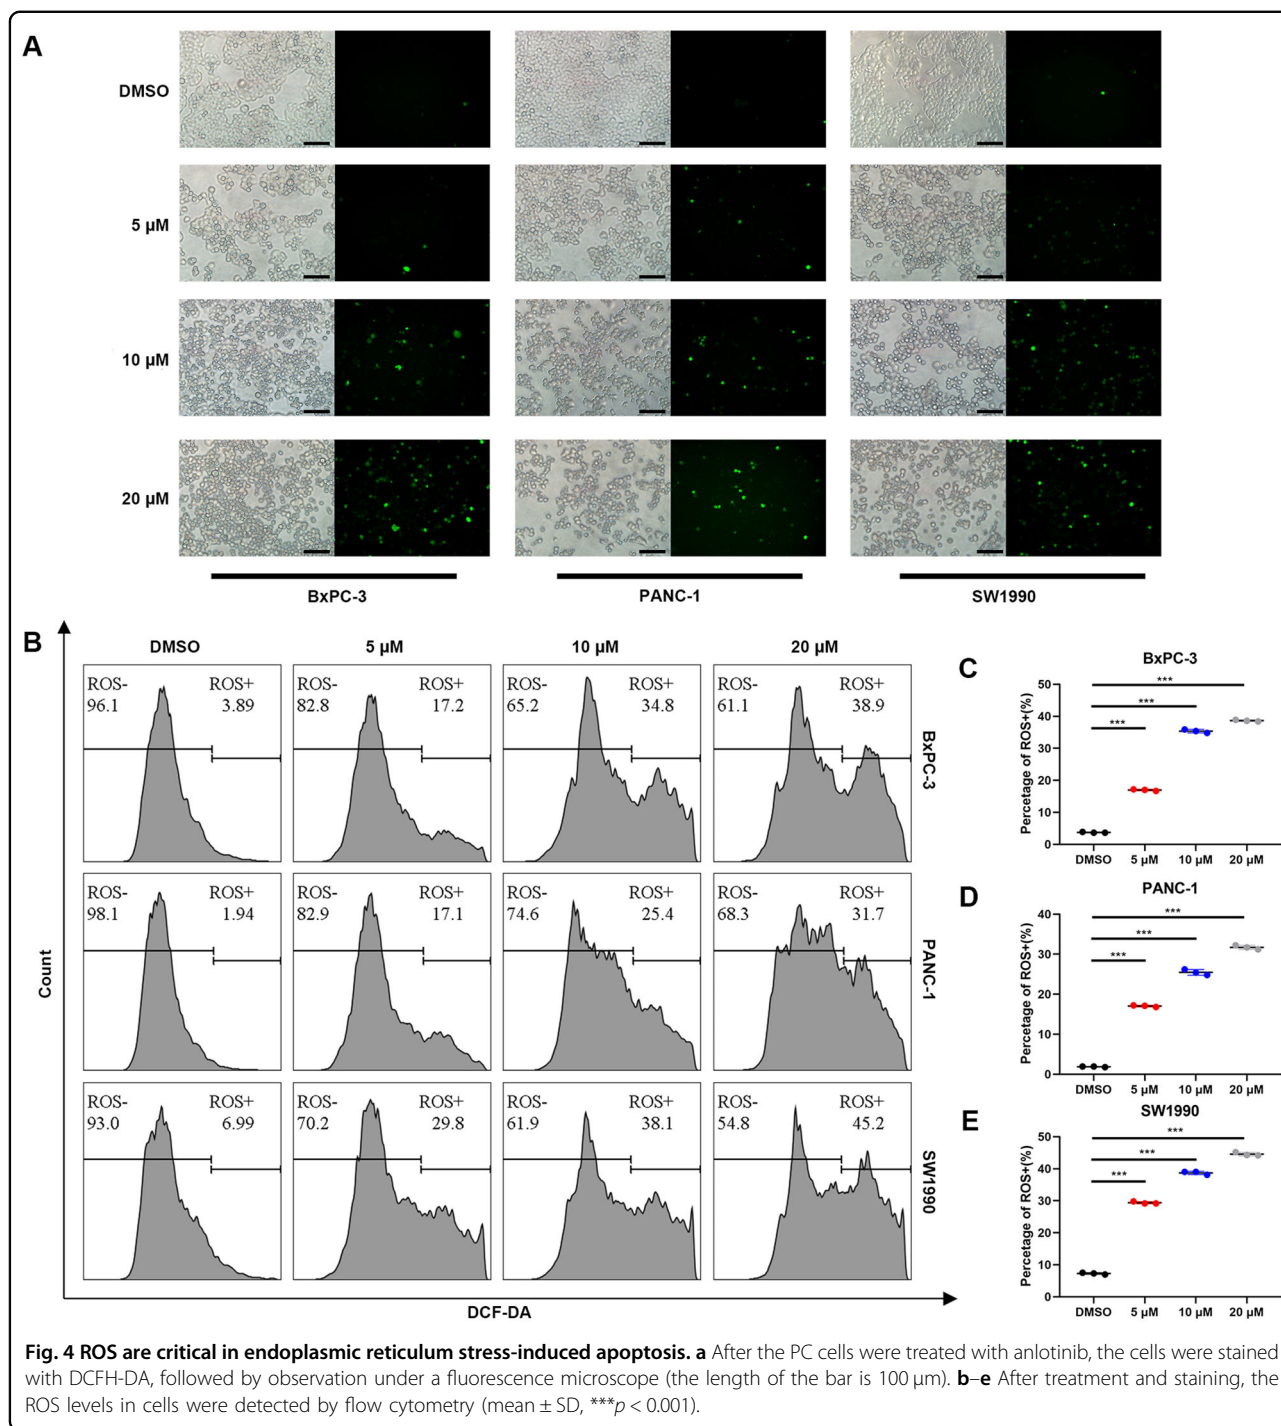 A
DMSO
5 µM
10 µM
20 µM
BxPC-3
PANC-1
SW1990
B
DMSO
5 µM
10 µM
20 µM
ROS-
96.1
ROS+
3.89
ROS-
82.8
ROS+
17.2
ROS-
65.2
ROS+
34.8
ROS-
61.1
ROS+
38.9
BxPC-3
ROS-
98.1
ROS+
1.94
ROS-
82.9
ROS+
17.1
ROS-
74.6
ROS+
25.4
ROS-
68.3
ROS+
31.7
PANC-1
ROS-
93.0
ROS+
6.99
ROS-
70.2
ROS+
29.8
ROS-
61.9
ROS+
38.1
ROS-
54.8
ROS+
45.2
SW1990
Count
DCF-DA
C
BxPC-3
Percetage of ROS+(%)
50
40
30
20
10
0
***
***
***
DMSO
5 µM
10 µM
20 µM
D
PANC-1
Percetage of ROS+(%)
40
30
20
10
0
***
***
***
DMSO
5 µM
10 µM
20 µM
E
SW1990
Percetage of ROS+(%)
50
40
30
20
10
0
***
***
***
DMSO
5 µM
10 µM
20 µM
Fig. 4 ROS are critical in endoplasmic reticulum stress-induced apoptosis. a After the PC cells were treated with anlotinib, the cells were stained
with DCFH-DA, followed by observation under a fluorescence microscope (the length of the bar is 100 µm). b–e After treatment and staining, the
ROS levels in cells were detected by flow cytometry (mean ± SD, ***p < 0.001).